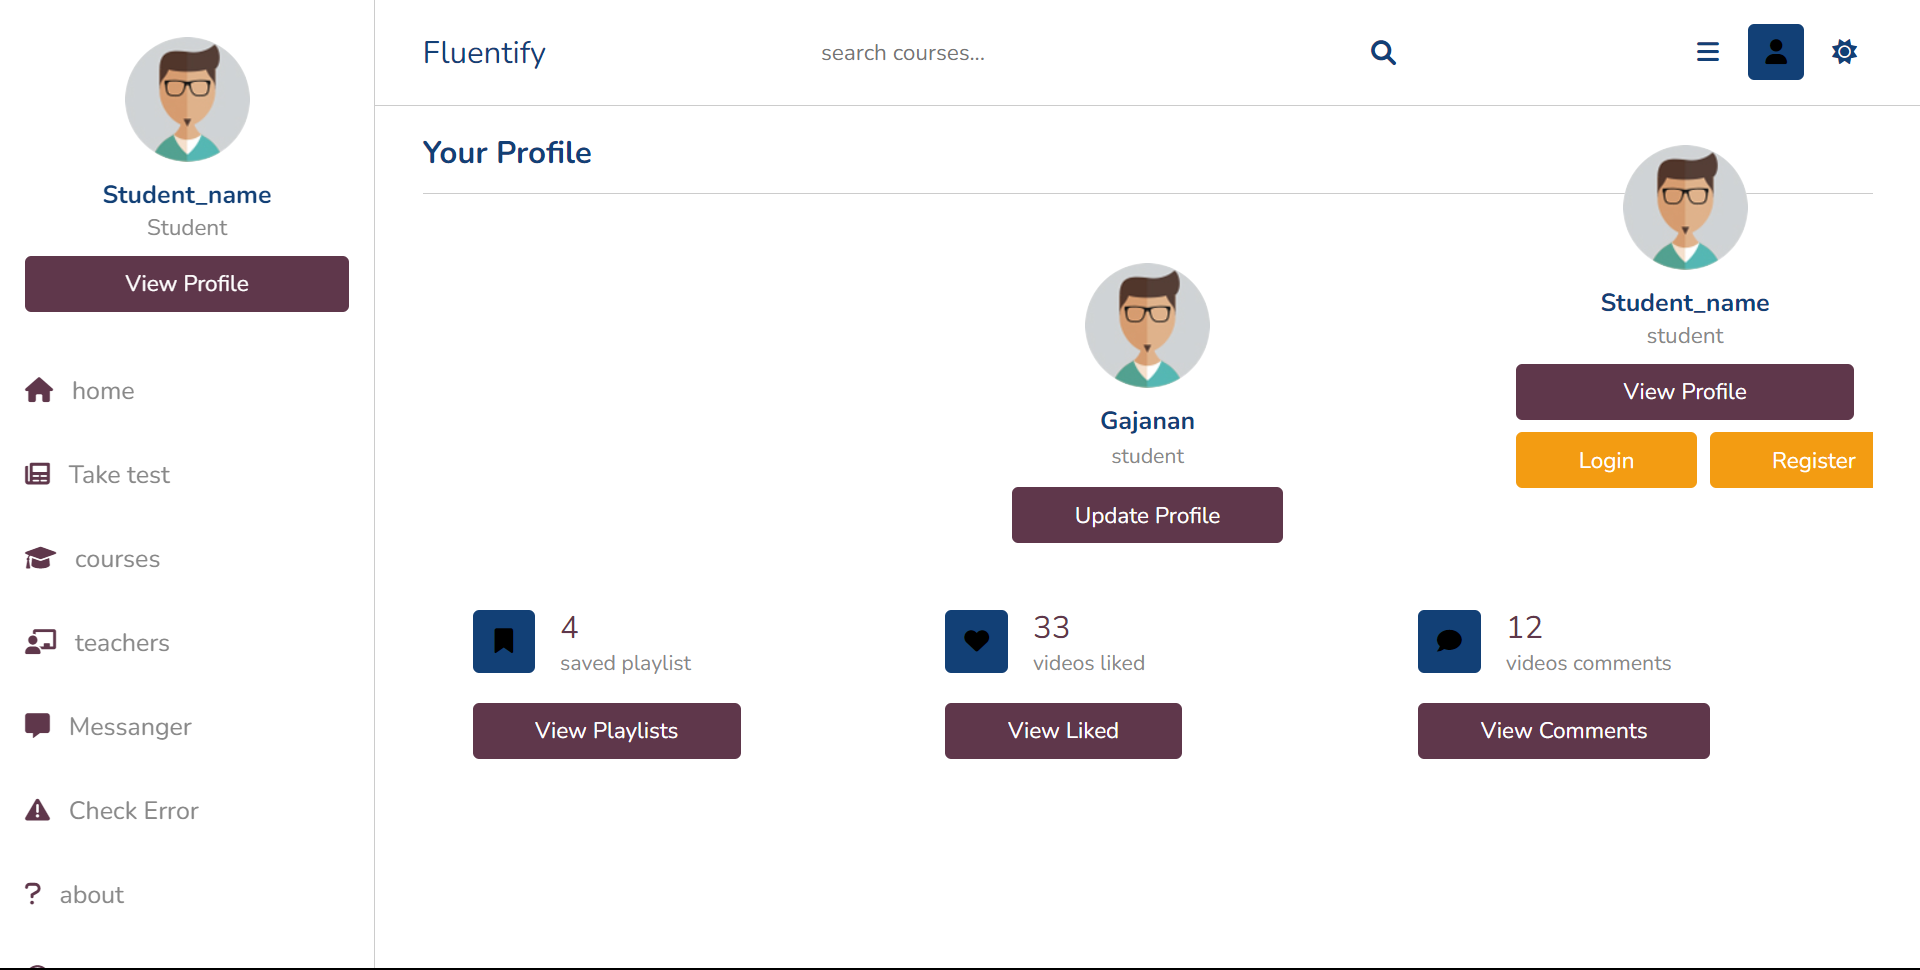 Student_name
Student
View Profile
home
Take test
courses
teachers
Messanger
Check Error
about
Fluentify
search courses...
Your Profile
Gajanan
student
Update Profile
Student_name
student
View Profile
Login
Register
4
saved playlist
View Playlists
33
videos liked
View Liked
12
videos comments
View Comments